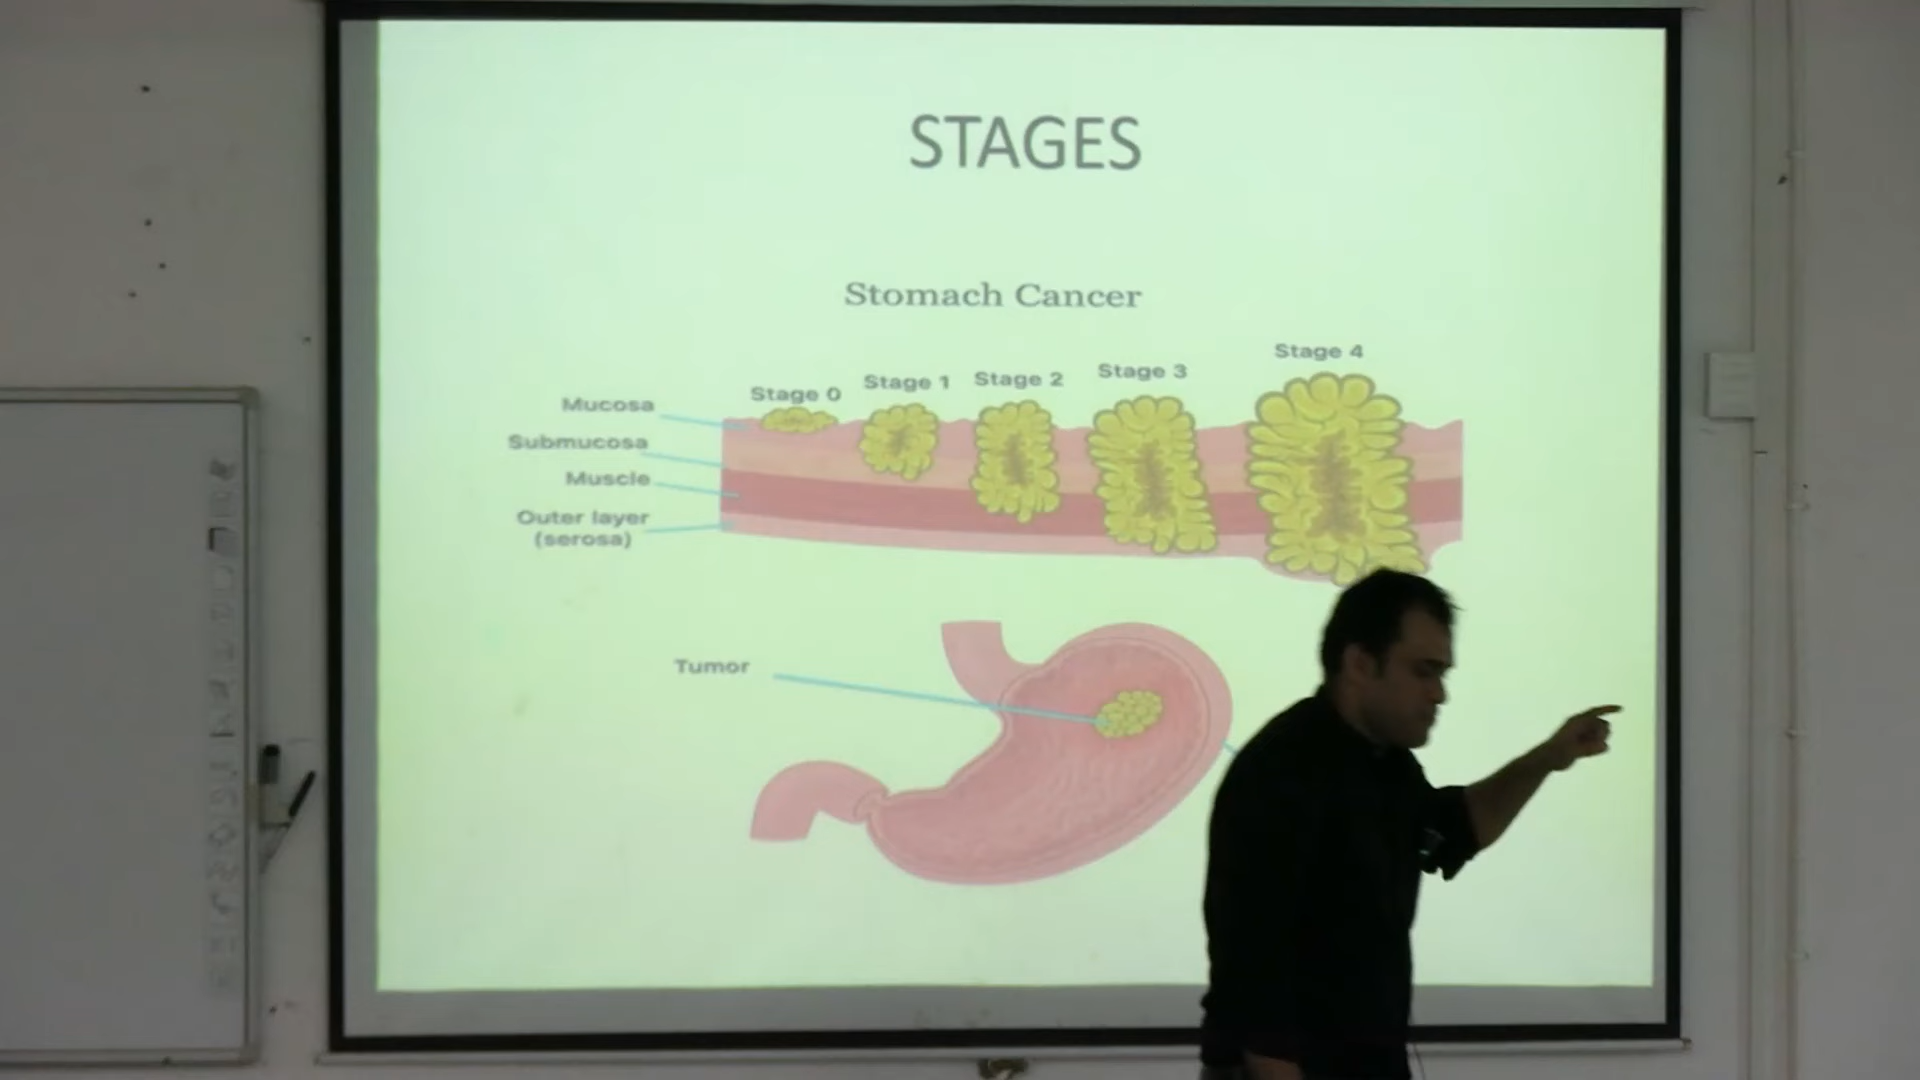 STAGES
Stomach Cancer
Stage 0
Stage 1
Stage 2
Stage 3
Stage 4
Mucosa
Submucosa
Muscle
Outer layer
(serosa)
Tumor